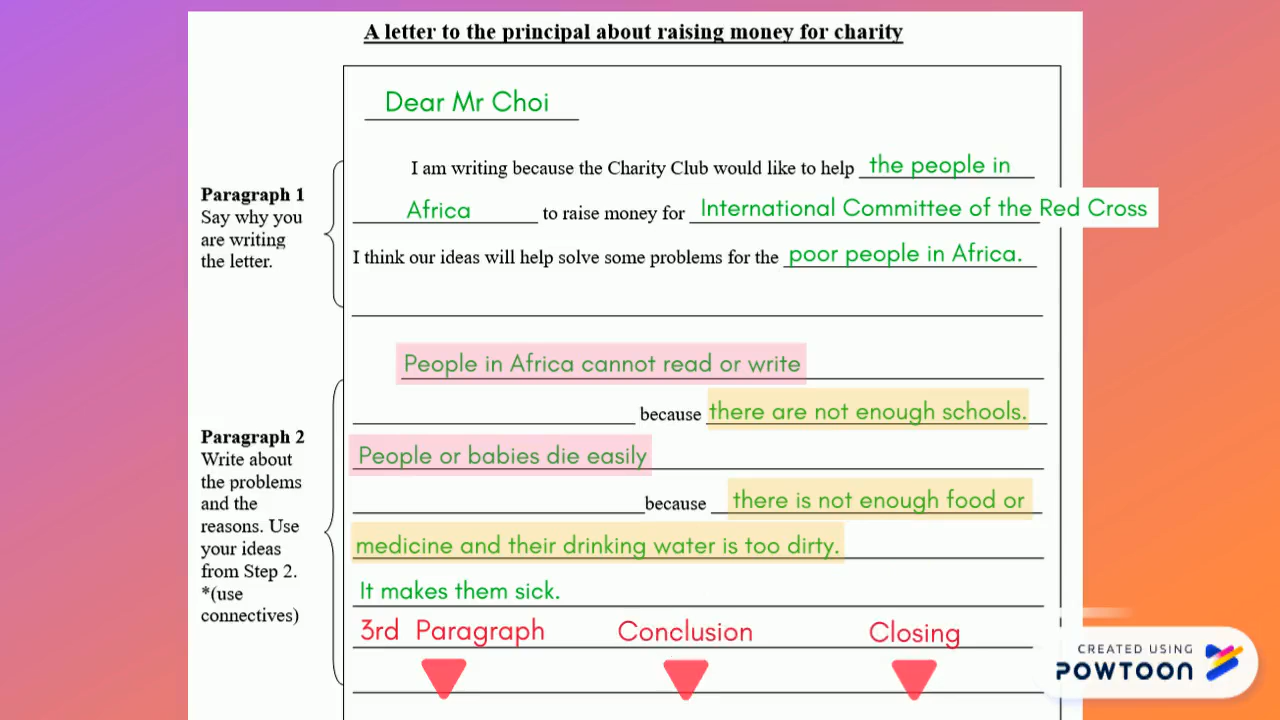 A letter to the principal about raising money for charity
Dear Mr Choi
I am writing because the Charity Club would like to help the people in
Africa to raise money for International Committee of the Red Cross
I think our ideas will help solve some problems for the poor people in Africa.
Paragraph 1
Say why you
are writing
the letter.
People in Africa cannot read or write
because there are not enough schools.
People or babies die easily
because there is not enough food or
medicine and their drinking water is too dirty.
It makes them sick.
Paragraph 2
Write about
the problems
and the
reasons. Use
your ideas
from Step 2.
*(use
connectives)
3rd Paragraph Conclusion Closing
CREATED USING
POWTOON